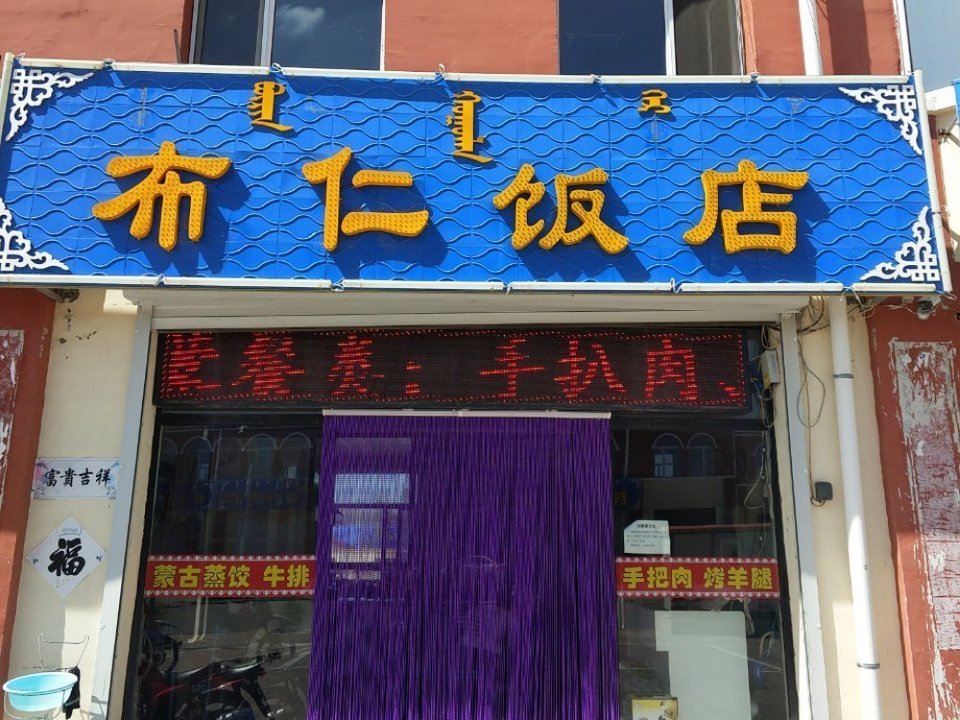 布仁饭店
蒙餐类：手扒肉、
富貴吉祥
福
蒙古蒸饺 牛排
手把肉 烤羊腿